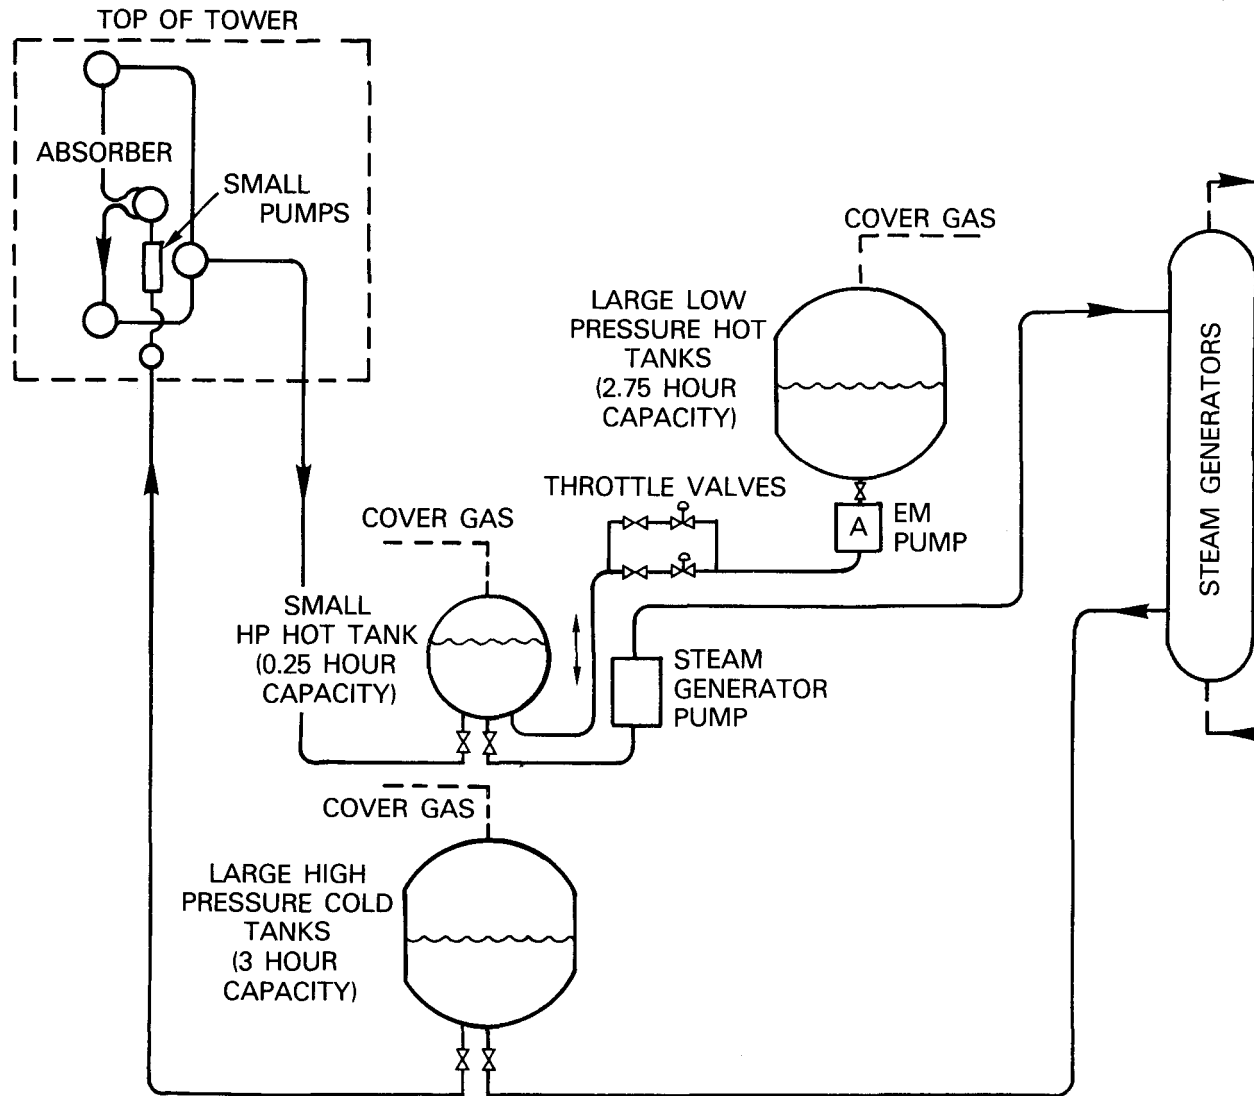 TOP OF TOWER
ABSORBER
SMALL
PUMPS
COVER GAS
LARGE LOW
PRESSURE HOT
TANKS
(2.75 HOUR
CAPACITY)
THROTTLE VALVES
A
EM
PUMP
COVER GAS
SMALL
HP HOT TANK
(0.25 HOUR
CAPACITY)
STEAM
GENERATOR
PUMP
STEAM GENERATORS
COVER GAS
LARGE HIGH
PRESSURE COLD
TANKS
(3 HOUR
CAPACITY)